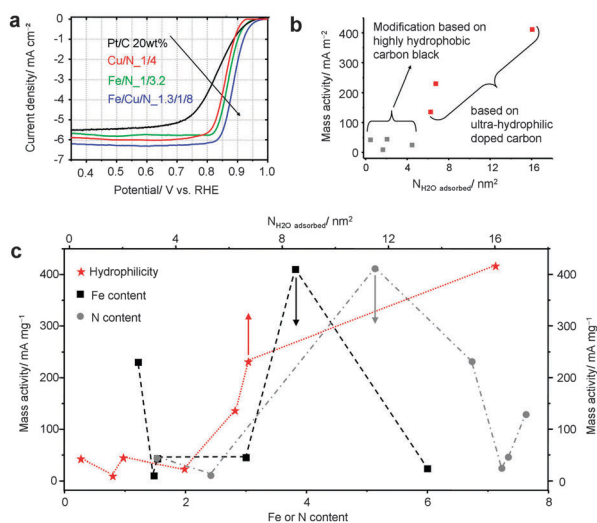 a
Pt/C 20wt%
Cu/N_1/4
Fe/N_1/3.2
Fe/Cu/N_1.3/1/8
Current density/ mA cm⁻²
0
-1
-2
-3
-4
-5
-6
-7
0.4 0.5 0.6 0.7 0.8 0.9 1.0
Potential/ V vs. RHE
b
Modification based on
highly hydrophobic
carbon black
based on
ultra-hydrophilic
doped carbon
Mass activity/ mA m⁻²
400
300
200
100
0
0 4 8 12 16
N H2O adsorbed/ nm²
N H2O adsorbed/ nm²
0 4 8 12 16
c
Hydrophilicity
Fe content
N content
Mass activity/ mA mg⁻¹
400
300
200
100
0
Mass activity/ mA mg⁻¹
400
300
200
100
0
0 2 4 6 8
Fe or N content